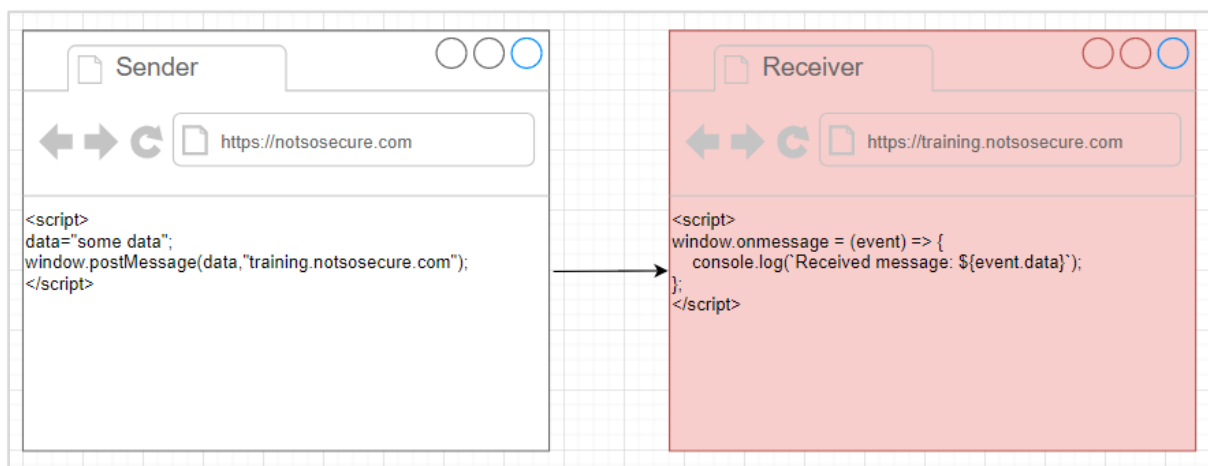 Sender
https://notsosecure.com
<script>
data="some data";
window.postMessage(data,"training.notsosecure.com");
</script>
Receiver
https://training.notsosecure.com
<script>
window.onmessage = (event) => {
console.log(`Received message: ${event.data}`);
};
</script>